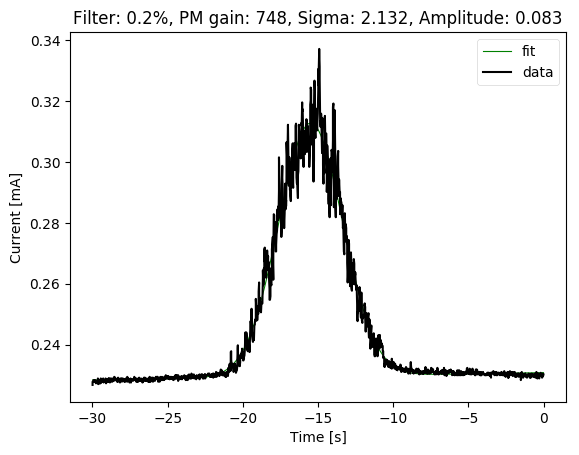 Filter: 0.2%, PM gain: 748, Sigma: 2.132, Amplitude: 0.083
fit
data
Current [mA]
0.34
0.32
0.30
0.28
0.26
0.24
−30
−25
−20
−15
−10
−5
0
Time [s]